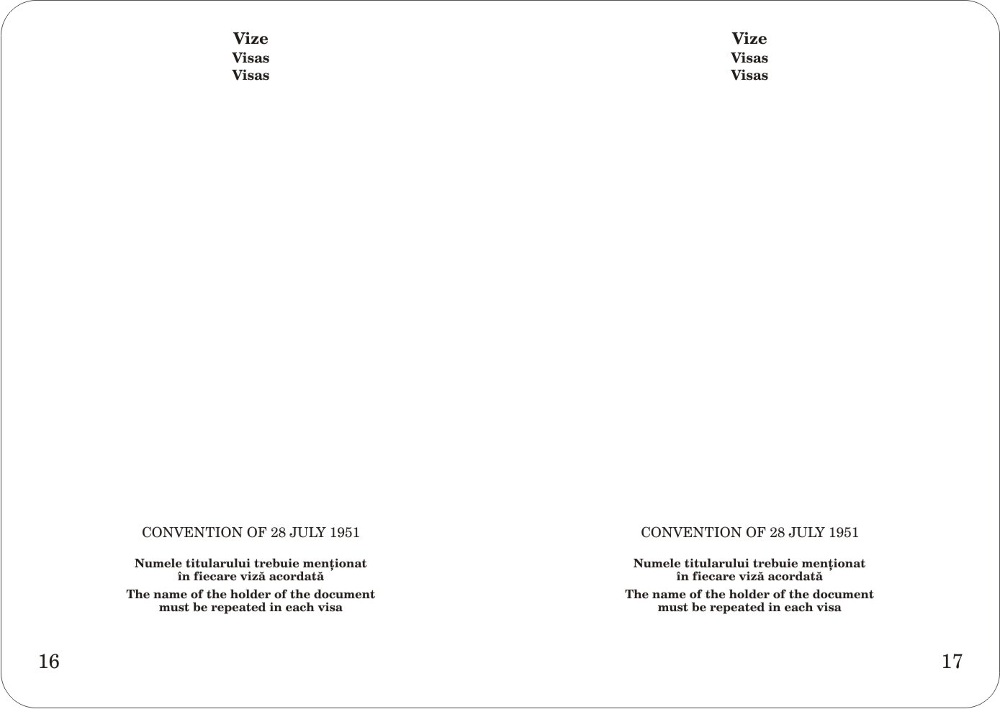 Vize
Visas
Visas
CONVENTION OF 28 JULY 1951
Numele titularului trebuie menționat
în fiecare viză acordată
The name of the holder of the document
must be repeated in each visa
16
Vize
Visas
Visas
CONVENTION OF 28 JULY 1951
Numele titularului trebuie menționat
în fiecare viză acordată
The name of the holder of the document
must be repeated in each visa
17